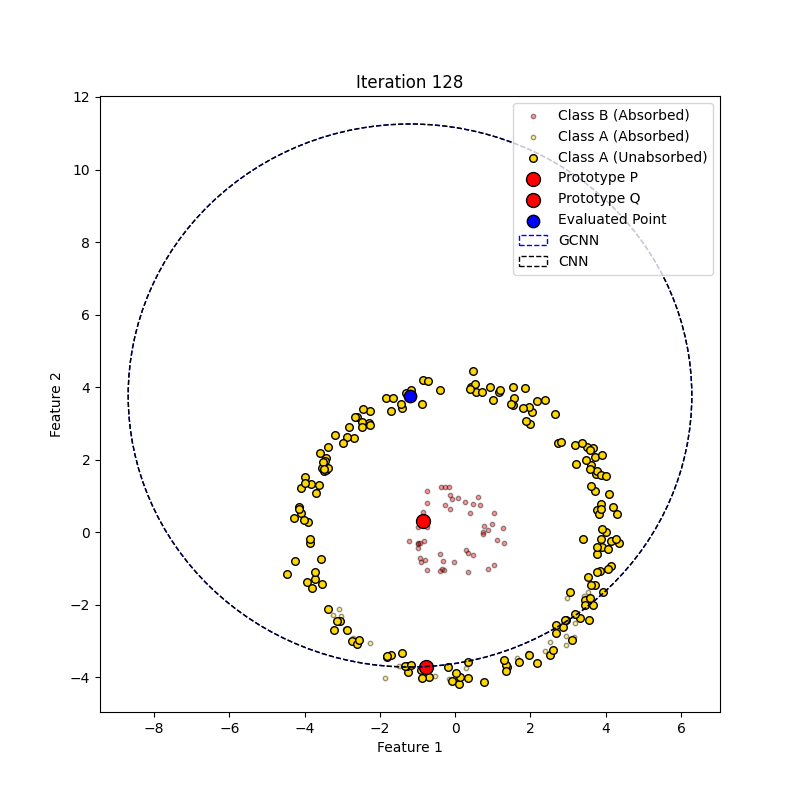 Iteration 128
12
10
8
6
4
2
0
−2
−4
Feature 2
Class B (Absorbed)
Class A (Absorbed)
Class A (Unabsorbed)
Prototype P
Prototype Q
Evaluated Point
GCNN
CNN
−8 −6 −4 −2 0 2 4 6
Feature 1